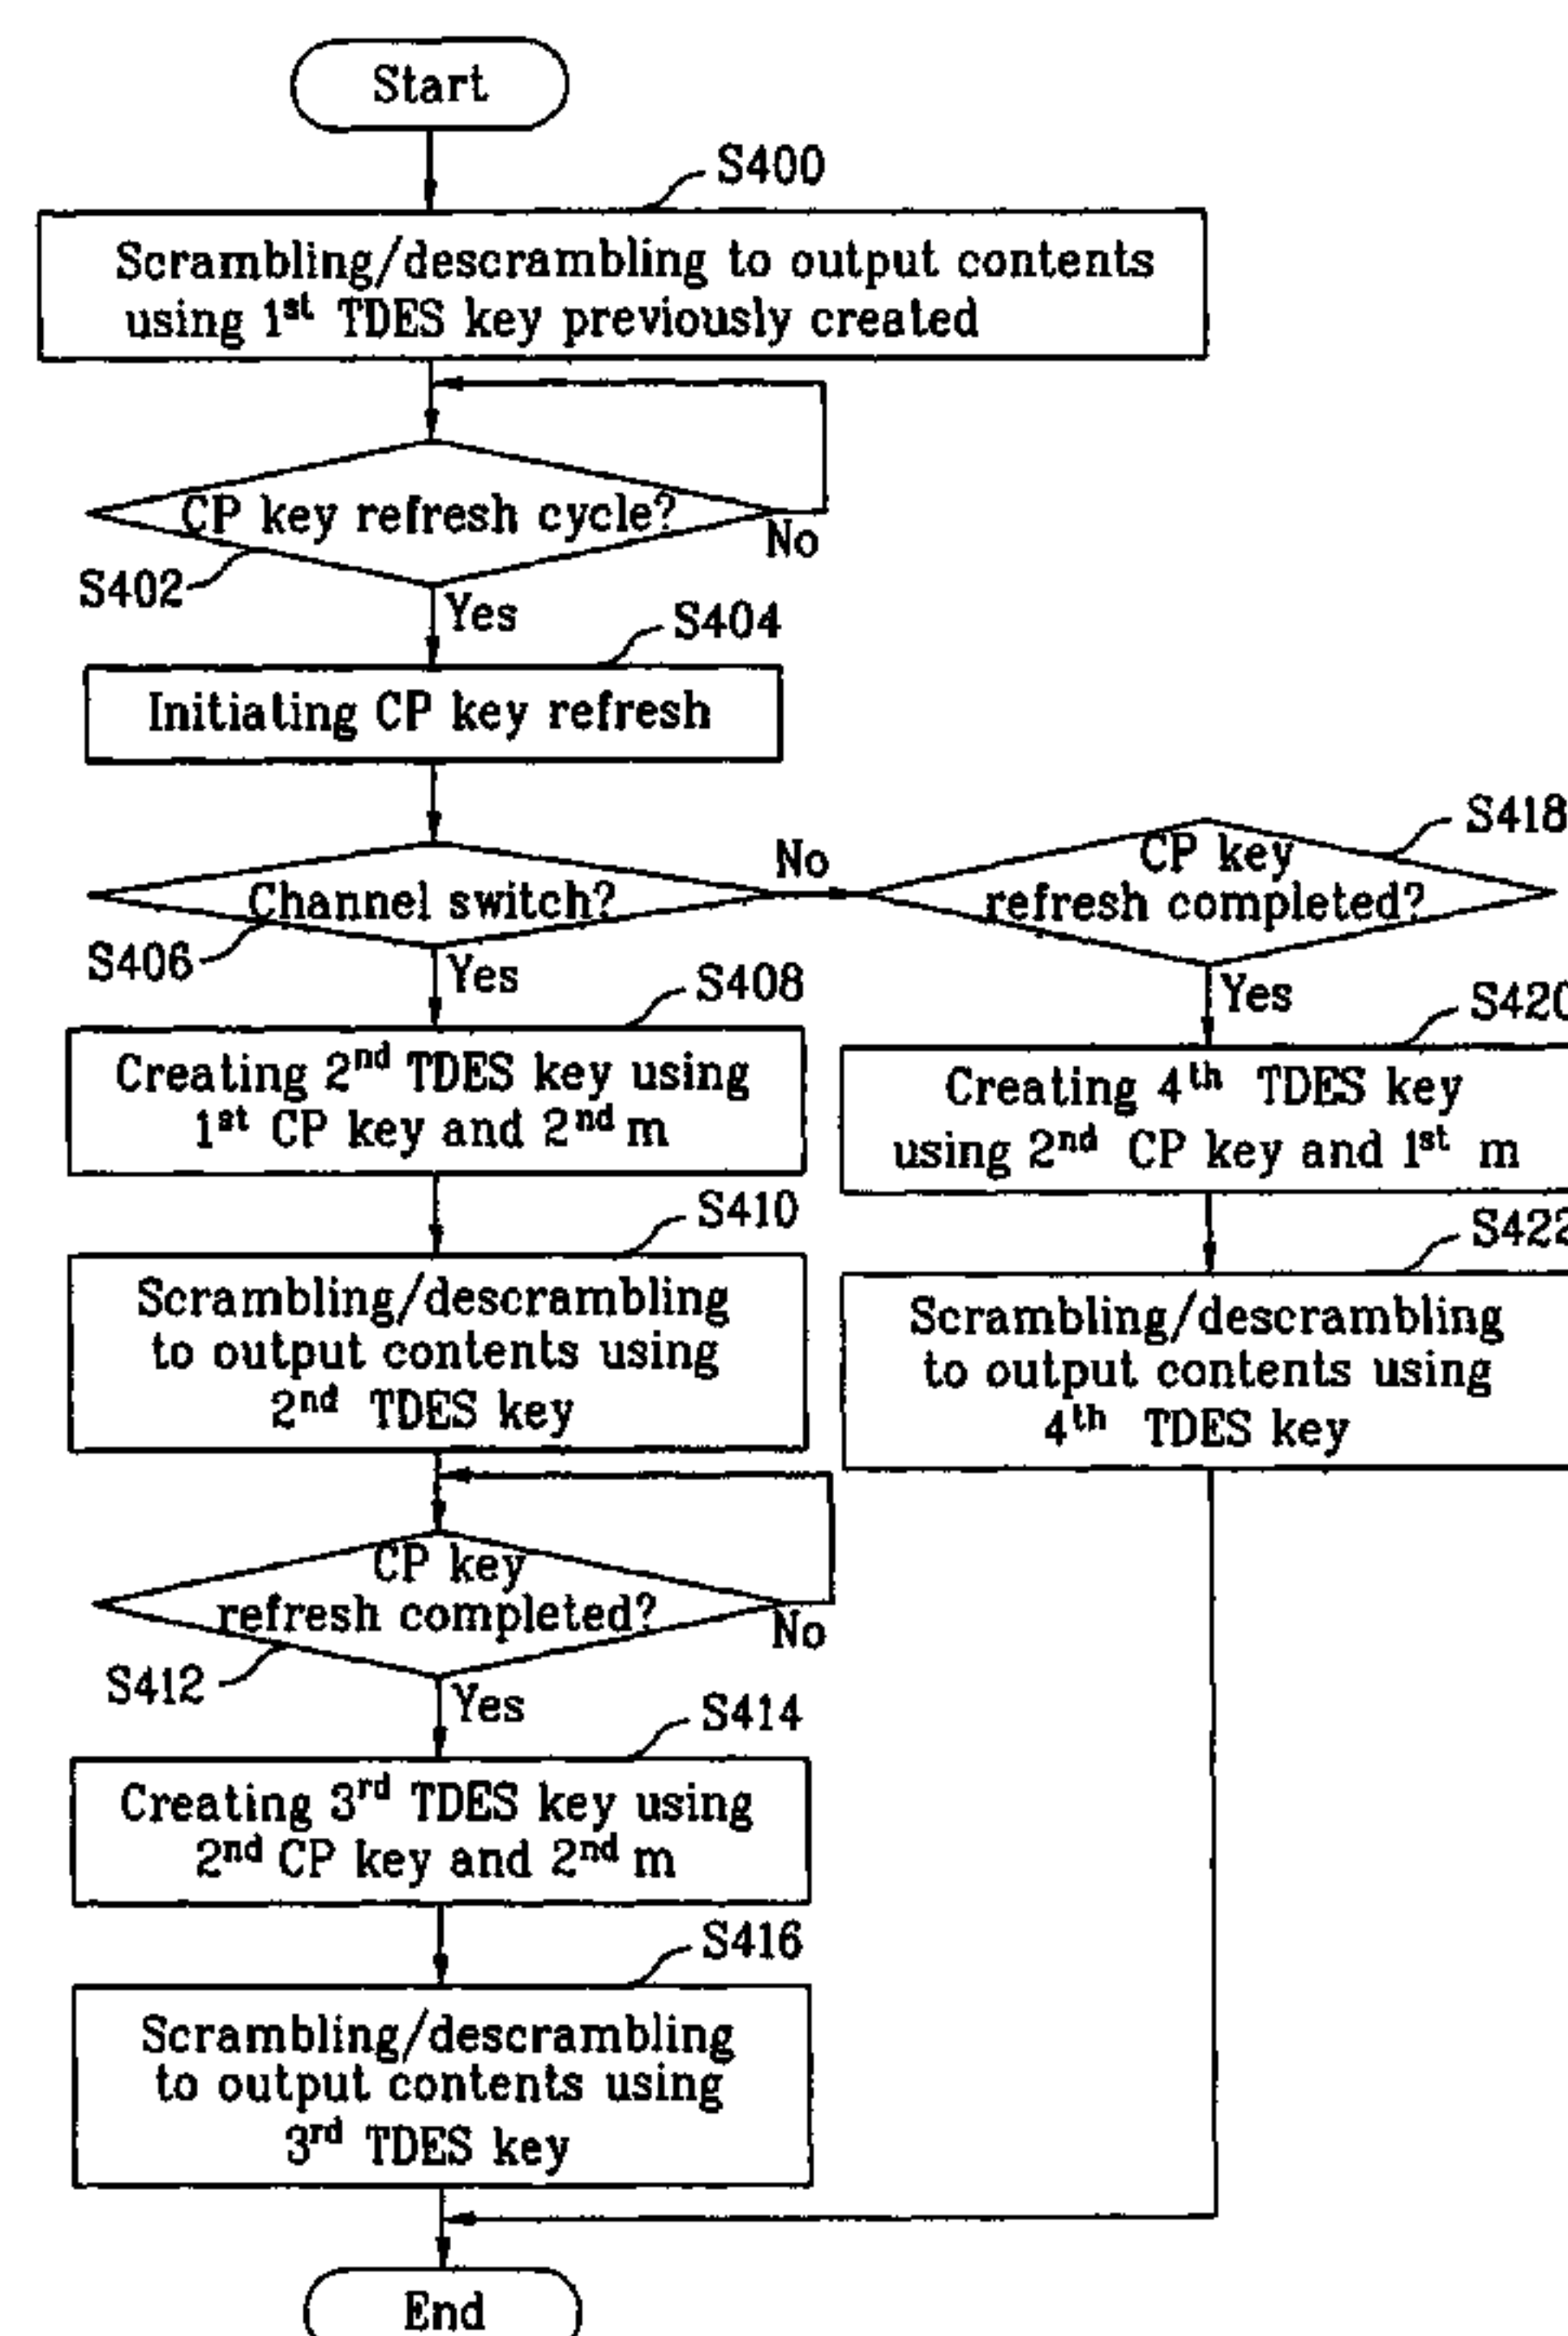 Start
S400
Scrambling/descrambling to output contents
using 1st TDES key previously created
CP key refresh cycle?
No
S402
Yes
S404
Initiating CP key refresh
Channel switch?
No
S406
Yes
CP key
refresh completed?
S418
Yes
S408
Creating 2nd TDES key using
1st CP key and 2nd m
S420
Creating 4th TDES key
using 2nd CP key and 1st m
S410
Scrambling/descrambling
to output contents using
2nd TDES key
S422
Scrambling/descrambling
to output contents using
4th TDES key
CP key
refresh completed?
No
S412
Yes
S414
Creating 3rd TDES key using
2nd CP key and 2nd m
S416
Scrambling/descrambling
to output contents using
3rd TDES key
End